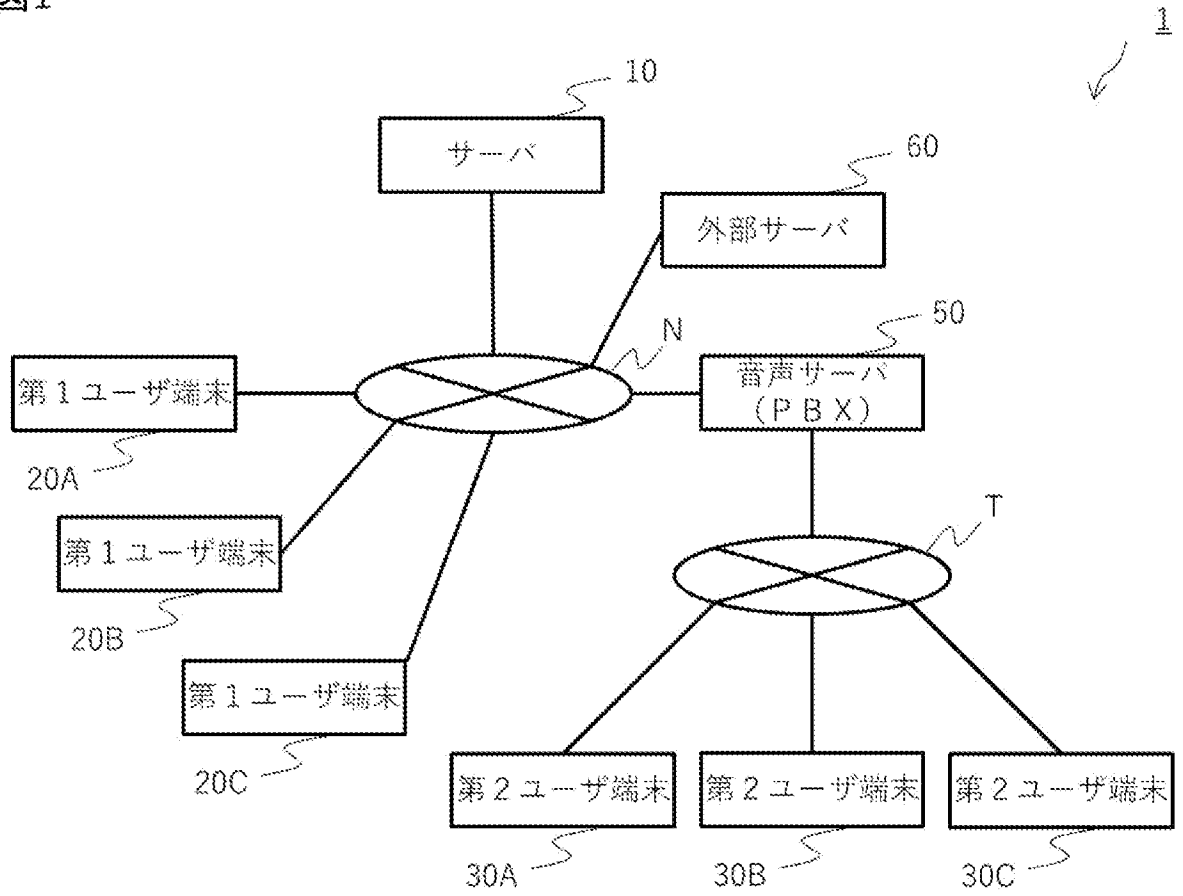 図1
1
10
サーバ
60
外部サーバ
50
N
音声サーバ
（ＰＢＸ）
第１ユーザ端末
20A
T
第１ユーザ端末
20B
第１ユーザ端末
20C
第２ユーザ端末
第２ユーザ端末
第２ユーザ端末
30A
30B
30C